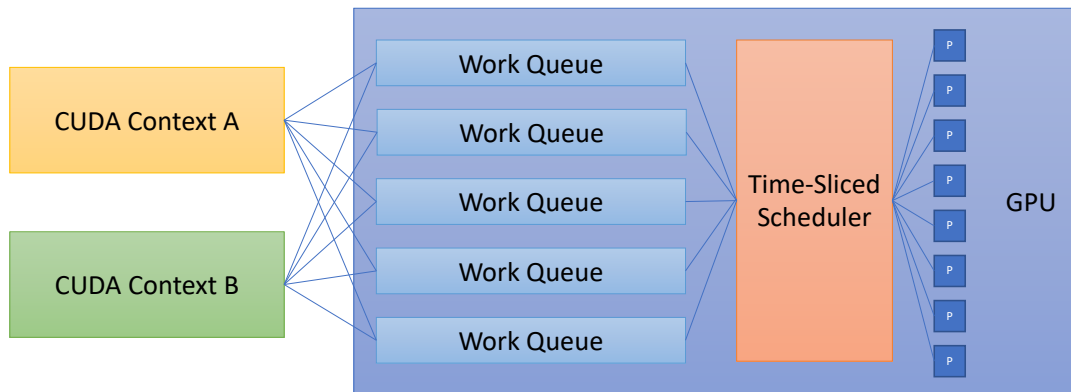 CUDA Context A
CUDA Context B
Work Queue
Work Queue
Work Queue
Work Queue
Work Queue
Time-Sliced
Scheduler
P
P
P
P
P
P
P
P
GPU